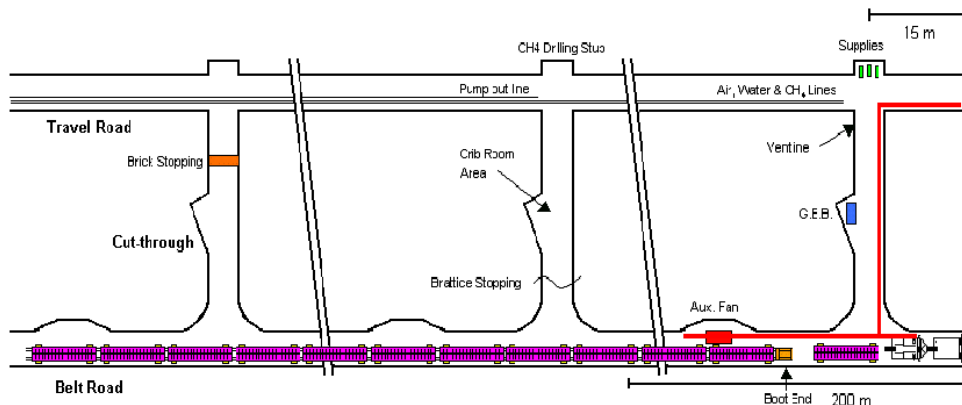 15 m
CH4 Drilling Stub
Supplies
Pump out line
Air, Water & CH₄ Lines
Travel Road
Brick Stopping
Crib Room
Area
Ventine
G.E.B.
Cut-through
Brattice Stopping
Aux. Fan
Belt Road
Boot End
200 m